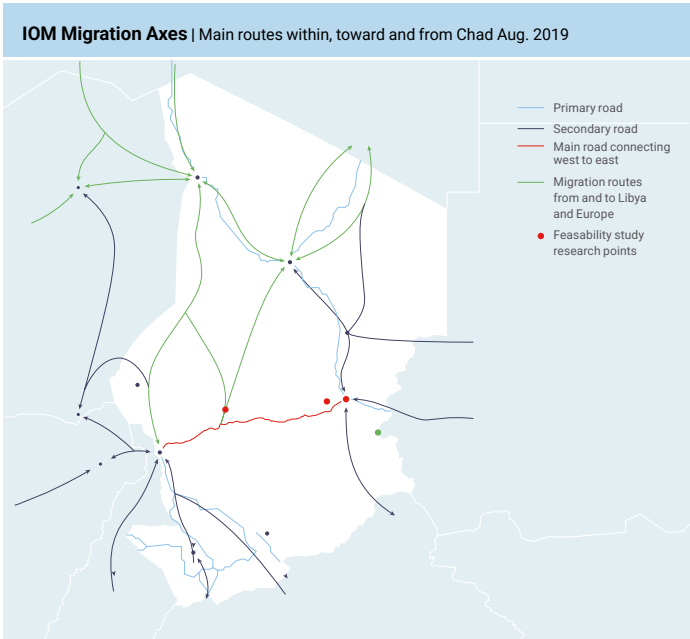 IOM Migration Axes | Main routes within, toward and from Chad Aug. 2019
Primary road
Secondary road
Main road connecting
west to east
Migration routes
from and to Libya
and Europe
Feasability study
research points